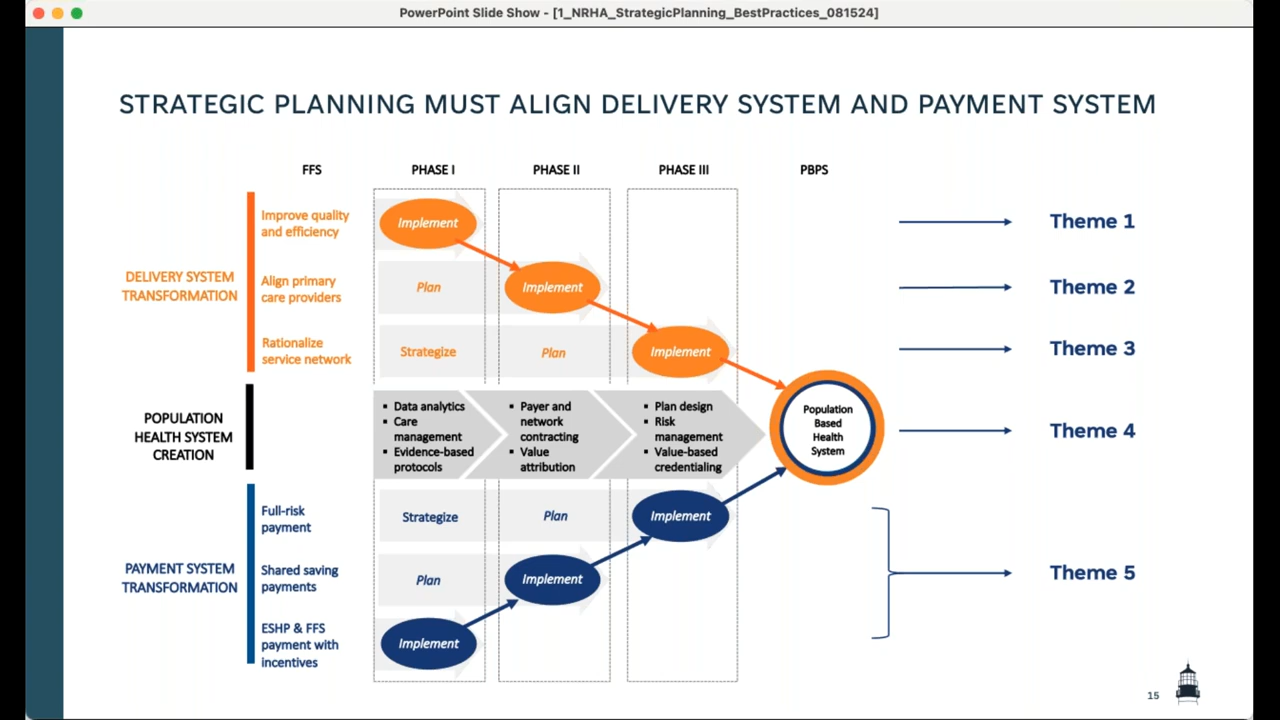 PowerPoint Slide Show - [1_NRHA_StrategicPlanning_BestPractices_081524]
STRATEGIC PLANNING MUST ALIGN DELIVERY SYSTEM AND PAYMENT SYSTEM
FFS
PHASE I
PHASE II
PHASE III
PBPS
DELIVERY SYSTEM
TRANSFORMATION
Improve quality
and efficiency
Implement
Theme 1
Align primary
care providers
Plan
Implement
Theme 2
Rationalize
service network
Strategize
Plan
Implement
Theme 3
POPULATION
HEALTH SYSTEM
CREATION
▪ Data analytics
▪ Care
management
▪ Evidence-based
protocols
▪ Payer and
network
contracting
▪ Value
attribution
▪ Plan design
▪ Risk
management
▪ Value-based
credentialing
Population
Based
Health
System
Theme 4
PAYMENT SYSTEM
TRANSFORMATION
Full-risk
payment
Strategize
Plan
Implement
Shared saving
payments
Plan
Implement
Theme 5
ESHP & FFS
payment with
incentives
Implement
15